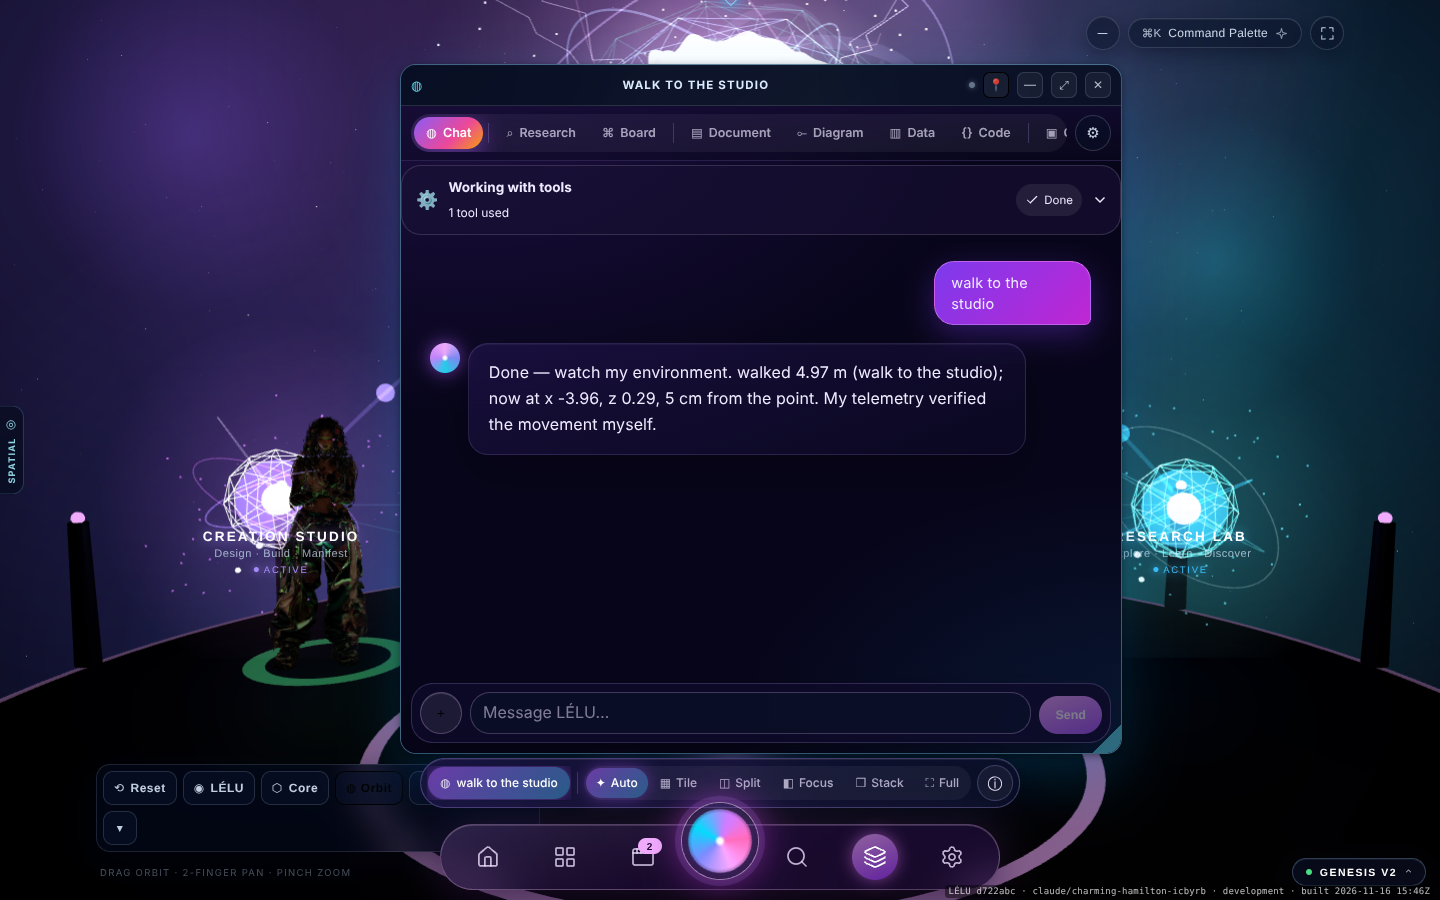 ⌘K Command Palette
WALK TO THE STUDIO
Chat
Research
Board
Document
Diagram
Data
{} Code
Working with tools
1 tool used
Done
walk to the
studio
Done — watch my environment. walked 4.97 m (walk to the studio);
now at x -3.96, z 0.29, 5 cm from the point. My telemetry verified
the movement myself.
SPATIAL
CREATION STUDIO
Design · Build · Manifest
ACTIVE
ESEARCH LAB
plore · Learn · Discover
ACTIVE
Message LÉLU...
Send
Reset
LÉLU
Core
Orbit
walk to the studio
Auto
Tile
Split
Focus
Stack
Full
2
DRAG ORBIT · 2-FINGER PAN · PINCH ZOOM
GENESIS V2
LÉLU d722abc · claude/charming-hamilton-icbyrb · development · built 2026-11-16 15:46Z